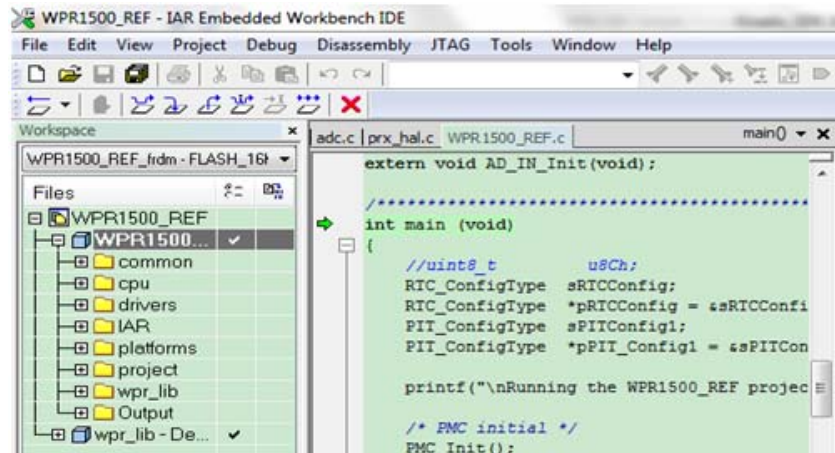 WPR1500_REF - IAR Embedded Workbench IDE
File Edit View Project Debug Disassembly JTAG Tools Window Help
Workspace
WPR1500_REF_frdm - FLASH_16
Files
WPR1500_REF
WPR1500...
common
cpu
drivers
IAR
platforms
project
wpr_lib
Output
wpr_lib - De...
adc.c prx_hal.c WPR1500_REF.c main()
extern void AD_IN_Init(void);
/********************************************
int main (void)
{
//uint8_t u8Ch;
RTC_ConfigType sRTCConfig;
RTC_ConfigType *pRTCConfig = &sRTCConfi
PIT_ConfigType sPITConfig1;
PIT_ConfigType *pPIT_Config1 = &sPITCon
printf("\nRunning the WPR1500_REF projec
/* PMC initial */
PMC_Init();